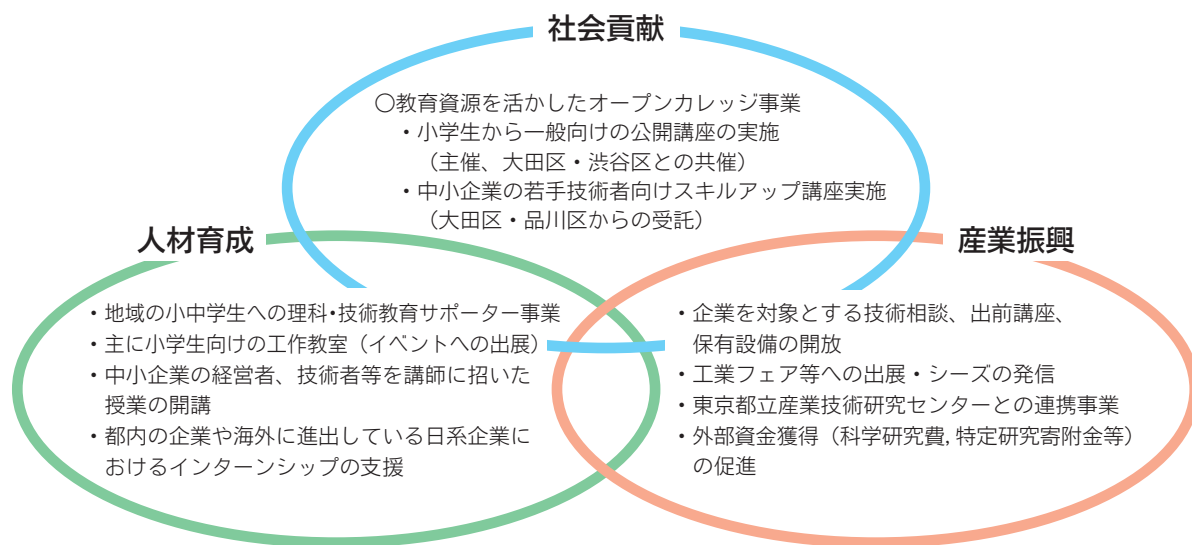 社会貢献
○教育資源を活かしたオープンカレッジ事業
・小学生から一般向けの公開講座の実施
(主催、大田区・渋谷区との共催)
・中小企業の若手技術者向けスキルアップ講座実施
(大田区・品川区からの受託)
人材育成
・地域の小中学生への理科・技術教育サポーター事業
・主に小学生向けの工作教室(イベントへの出展)
・中小企業の経営者、技術者等を講師に招いた
授業の開講
・都内の企業や海外に進出している日系企業に
おけるインターンシップの支援
産業振興
・企業を対象とする技術相談、出前講座、
保有設備の開放
・工業フェア等への出展・シーズの発信
・東京都立産業技術研究センターとの連携事業
・外部資金獲得(科学研究費,特定研究寄附金等)
の促進